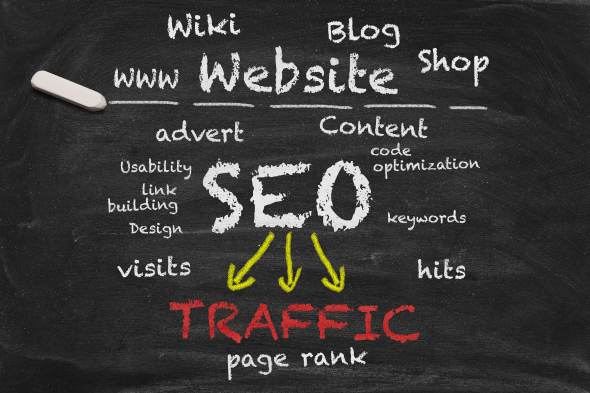 Wiki
Blog
www
Website
Shop
advert
Content
Usability
code
optimization
link
building
SEO
keywords
Design
visits
hits
TRAFFIC
page rank